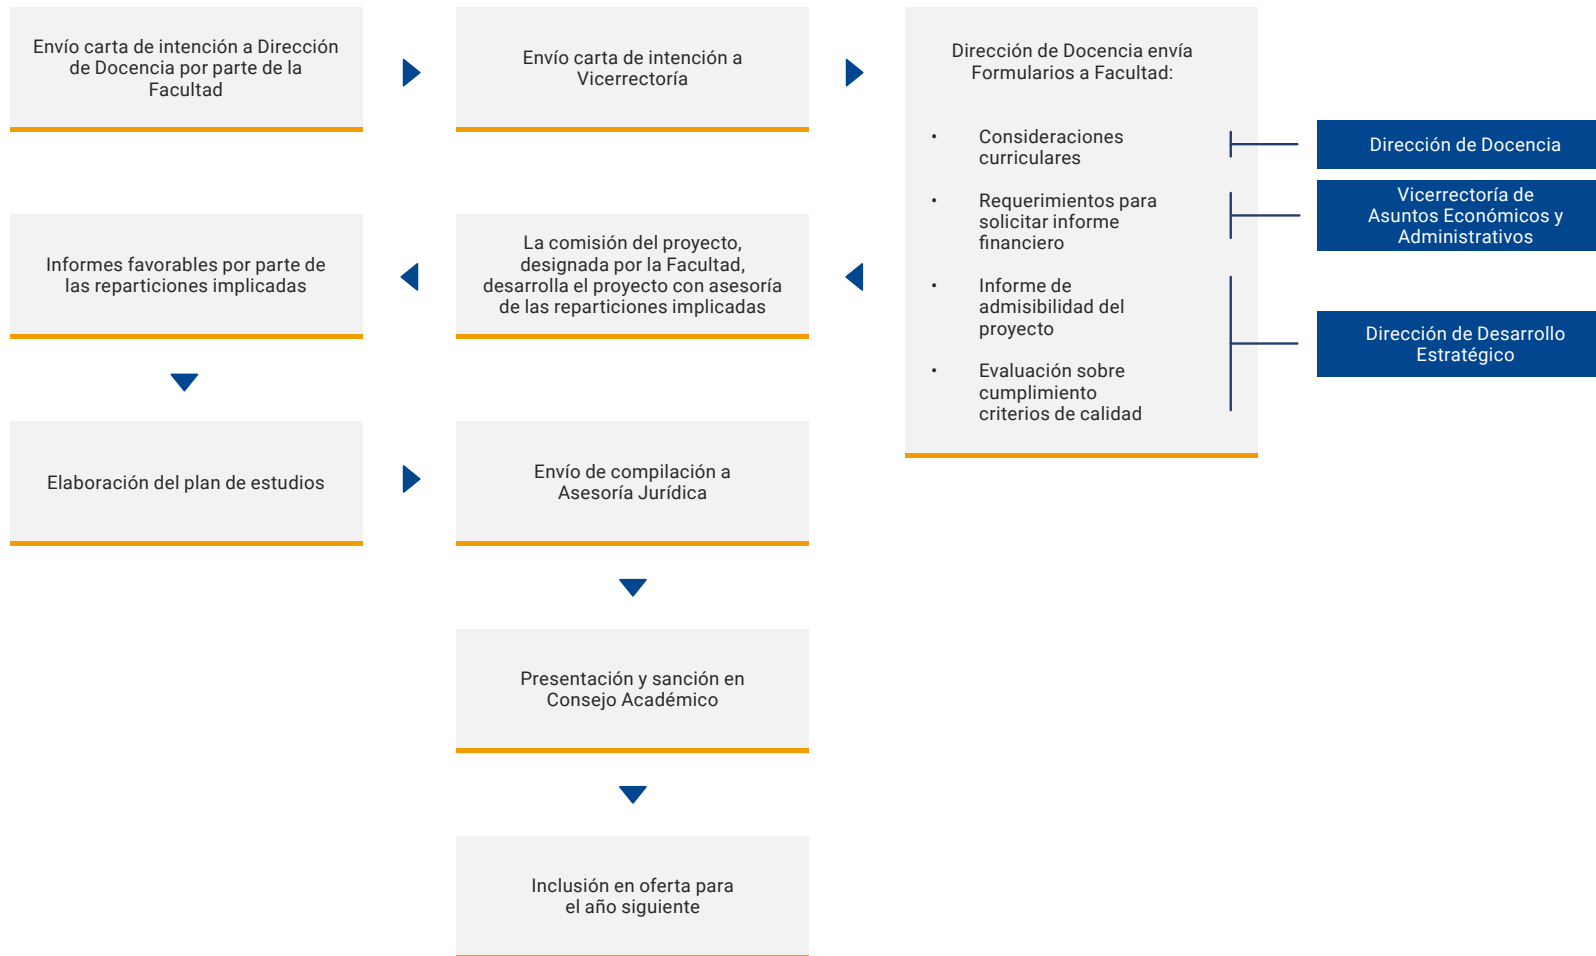 Envío carta de intención a Dirección
de Docencia por parte de la
Facultad
Envío carta de intención a
Vicerrectoría
Dirección de Docencia envía
Formularios a Facultad:
• Consideraciones
curriculares
• Requerimientos para
solicitar informe
financiero
• Informe de
admisibilidad del
proyecto
• Evaluación sobre
cumplimiento
criterios de calidad
Dirección de Docencia
Vicerrectoría de
Asuntos Económicos y
Administrativos
Dirección de Desarrollo
Estratégico
La comisión del proyecto,
designada por la Facultad,
desarrolla el proyecto con asesoría
de las reparticiones implicadas
Informes favorables por parte de
las reparticiones implicadas
Elaboración del plan de estudios
Envío de compilación a
Asesoría Jurídica
Presentación y sanción en
Consejo Académico
Inclusión en oferta para
el año siguiente